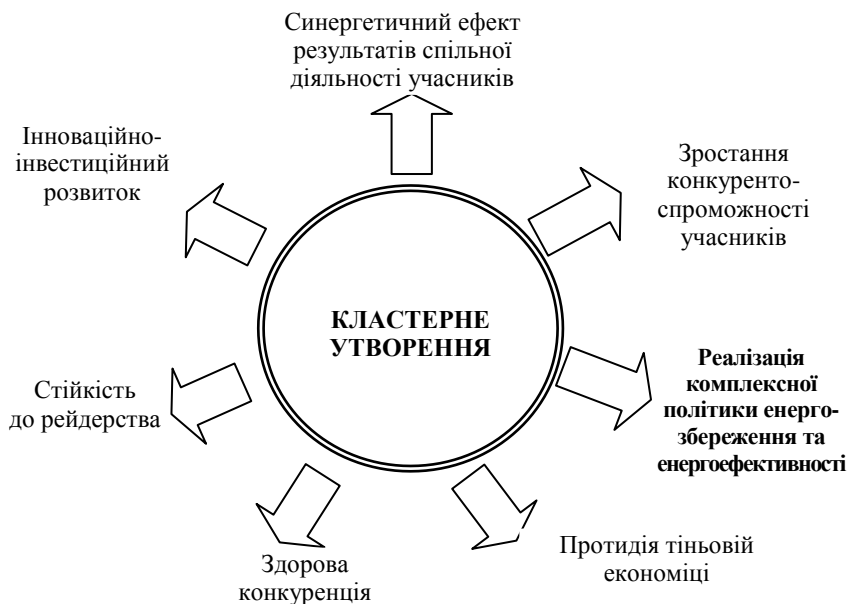 Синергетичний ефект
результатів спільної
діяльності учасників
Інноваційно-
інвестиційний
розвиток
Зростання
конкуренто-
спроможності
учасників
КЛАСТЕРНЕ
УТВОРЕННЯ
Реалізація
комплексної
політики енерго-
збереження та
енергоефективності
Стійкість
до рейдерства
Здорова
конкуренція
Протидія тіньовій
економіці